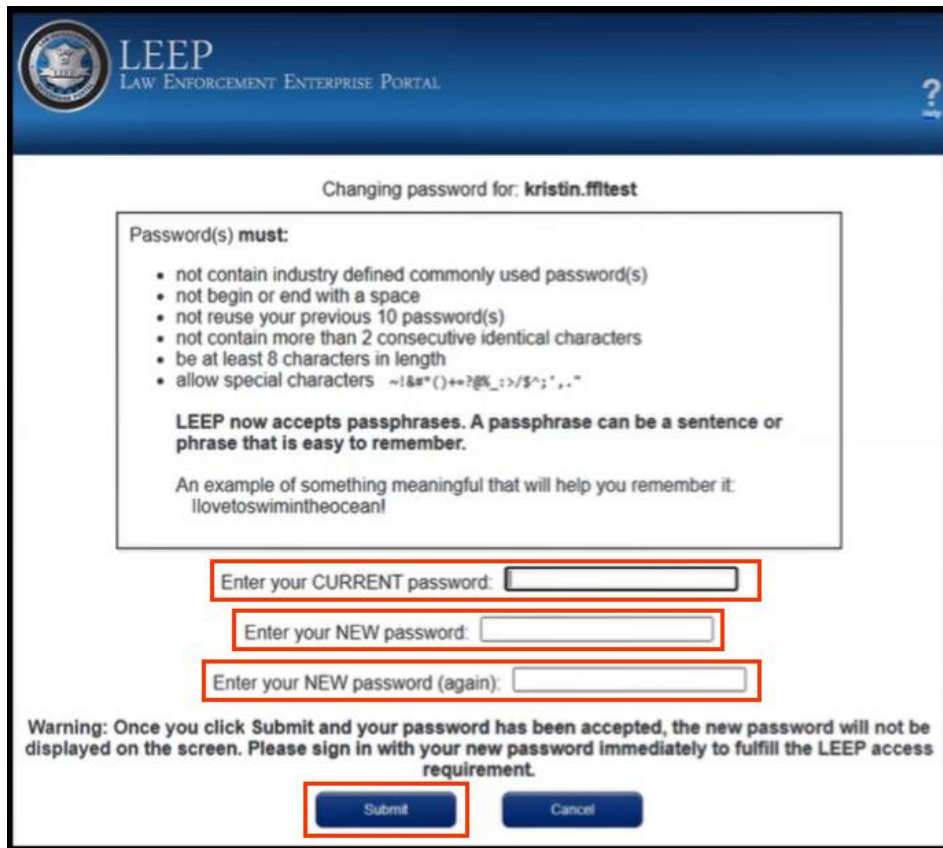 LEEP
LAW ENFORCEMENT ENTERPRISE PORTAL
?
Changing password for: kristin.ffltest
Password(s) must:
• not contain industry defined commonly used password(s)
• not begin or end with a space
• not reuse your previous 10 password(s)
• not contain more than 2 consecutive identical characters
• be at least 8 characters in length
• allow special characters ~!&#*()+=?@%_:>/$^;',."
LEEP now accepts passphrases. A passphrase can be a sentence or
phrase that is easy to remember.
An example of something meaningful that will help you remember it:
Ilovetoswimintheocean!
Enter your CURRENT password:
Enter your NEW password:
Enter your NEW password (again):
Warning: Once you click Submit and your password has been accepted, the new password will not be
displayed on the screen. Please sign in with your new password immediately to fulfill the LEEP access
requirement.
Submit
Cancel